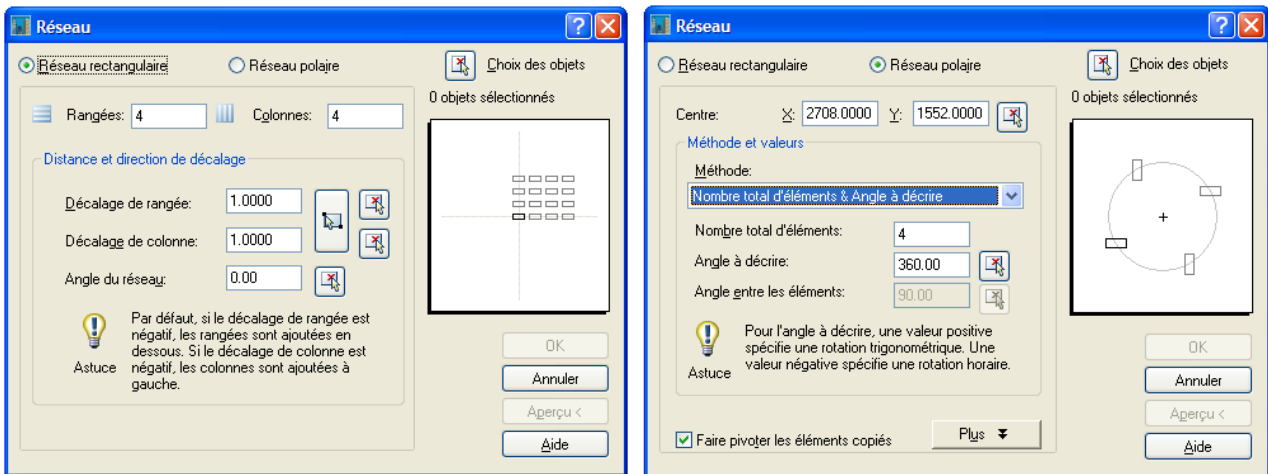 Réseau
Réseau rectangulaire
Réseau polaire
Choix des objets
0 objets sélectionnés
Rangées: 4
Colonnes: 4
Distance et direction de décalage
Décalage de rangée: 1.0000
Décalage de colonne: 1.0000
Angle du réseau: 0.00
Par défaut, si le décalage de rangée est
négatif, les rangées sont ajoutées en
dessous. Si le décalage de colonne est
négatif, les colonnes sont ajoutées à
gauche.
Astuce
OK
Annuler
Aperçu <
Aide
Réseau
Réseau rectangulaire
Réseau polaire
Choix des objets
0 objets sélectionnés
Centre: X: 2708.0000 Y: 1552.0000
Méthode et valeurs
Méthode:
Nombre total d'éléments & Angle à décrire
Nombre total d'éléments: 4
Angle à décrire: 360.00
Angle entre les éléments: 90.00
Pour l'angle à décrire, une valeur positive
spécifie une rotation trigonométrique. Une
valeur négative spécifie une rotation horaire.
Astuce
Faire pivoter les éléments copiés
Plus
OK
Annuler
Aperçu <
Aide